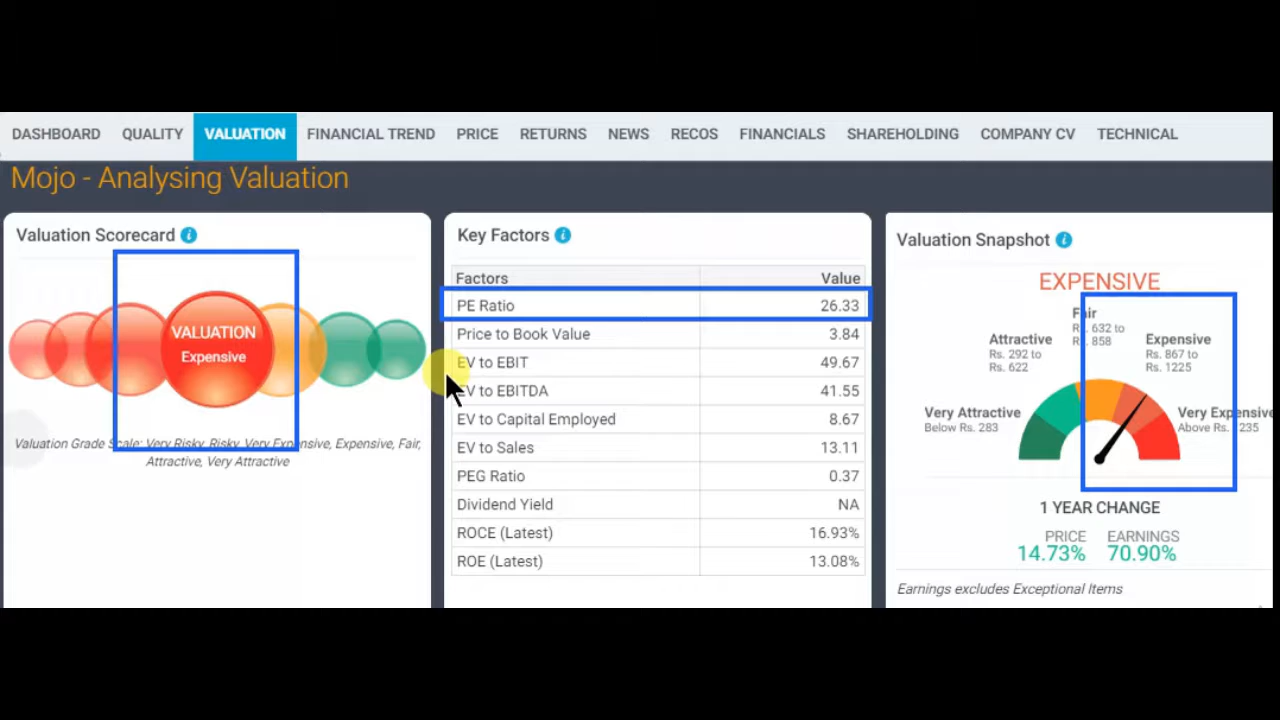 DASHBOARD QUALITY VALUATION FINANCIAL TREND PRICE RETURNS NEWS RECOS FINANCIALS SHAREHOLDING COMPANY CV TECHNICAL
Mojo - Analysing Valuation
Valuation Scorecard
VALUATION
Expensive
Valuation Grade Scale: Very Risky, Risky, Very Expensive, Expensive, Fair,
Attractive, Very Attractive
Key Factors
Factors Value
PE Ratio 26.33
Price to Book Value 3.84
EV to EBIT 49.67
EV to EBITDA 41.55
EV to Capital Employed 8.67
EV to Sales 13.11
PEG Ratio 0.37
Dividend Yield NA
ROCE (Latest) 16.93%
ROE (Latest) 13.08%
Valuation Snapshot
EXPENSIVE
Fair
Rs. 632 to
Rs. 858
Attractive
Rs. 292 to
Rs. 622
Expensive
Rs. 867 to
Rs. 1225
Very Attractive
Below Rs. 283
Very Expensive
Above Rs. 1235
1 YEAR CHANGE
PRICE EARNINGS
14.73% 70.90%
Earnings excludes Exceptional Items